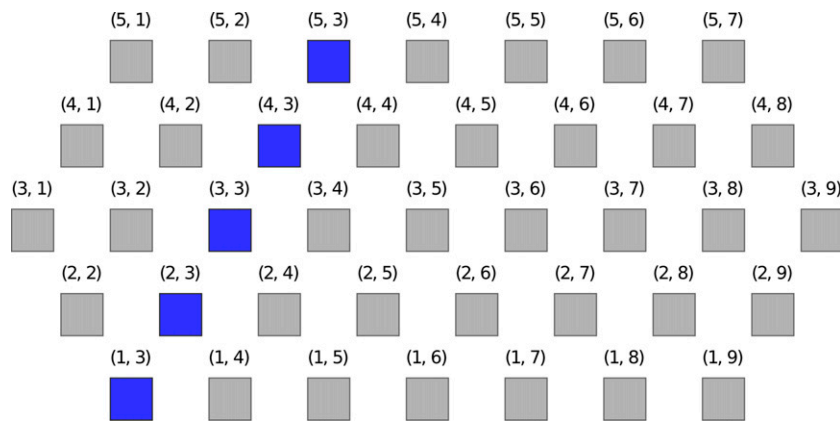 (5, 1) (5, 2) (5, 3) (5, 4) (5, 5) (5, 6) (5, 7)
(4, 1) (4, 2) (4, 3) (4, 4) (4, 5) (4, 6) (4, 7) (4, 8)
(3, 1) (3, 2) (3, 3) (3, 4) (3, 5) (3, 6) (3, 7) (3, 8) (3, 9)
(2, 2) (2, 3) (2, 4) (2, 5) (2, 6) (2, 7) (2, 8) (2, 9)
(1, 3) (1, 4) (1, 5) (1, 6) (1, 7) (1, 8) (1, 9)